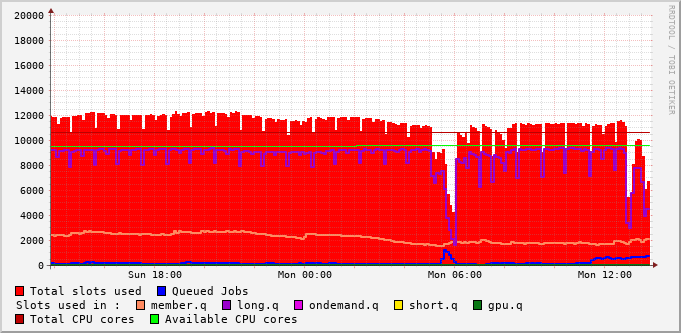 20000
18000
16000
14000
12000
10000
8000
6000
4000
2000
0
Sun 18:00 Mon 00:00 Mon 06:00 Mon 12:00
Total slots used Queued Jobs
Slots used in : member.q long.q ondemand.q short.q gpu.q
Total CPU cores Available CPU cores
RRDTOOL / TOBI OETIKER